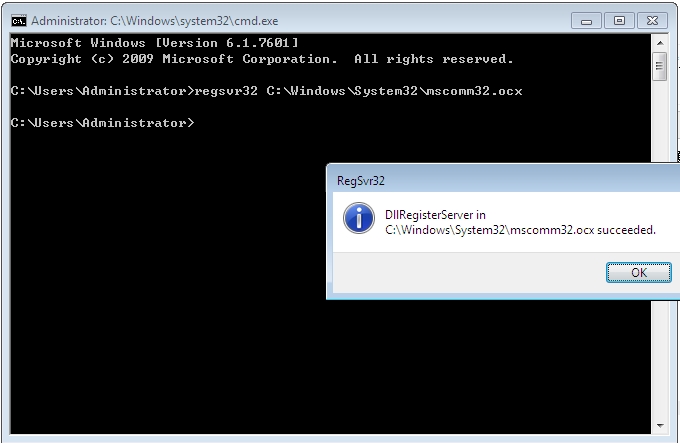 Administrator: C:\Windows\system32\cmd.exe
Microsoft Windows [Version 6.1.7601]
Copyright (c) 2009 Microsoft Corporation.  All rights reserved.
C:\Users\Administrator>regsvr32 C:\Windows\System32\mscomm32.ocx
C:\Users\Administrator>
RegSvr32
DllRegisterServer in
C:\Windows\System32\mscomm32.ocx succeeded.
OK